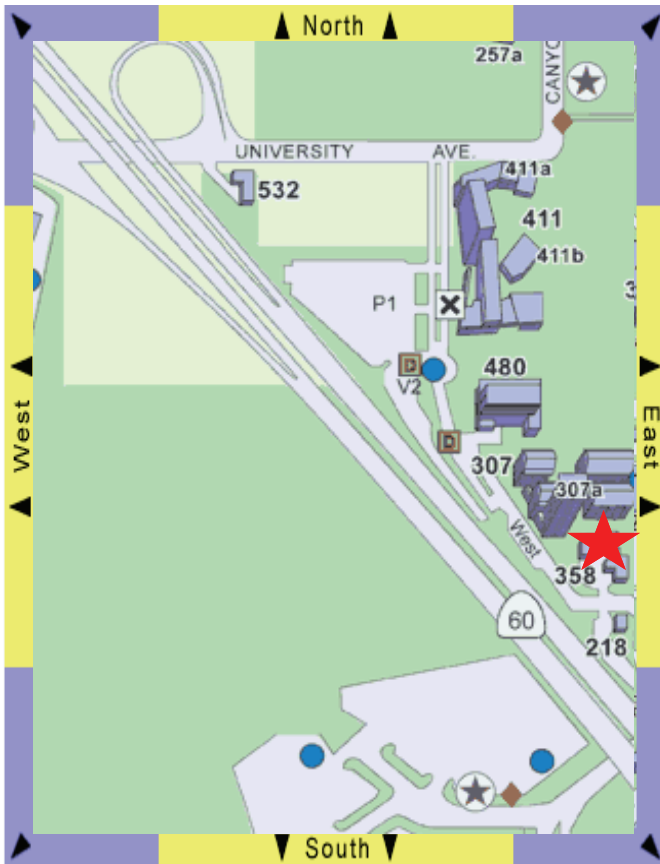 North
257a
CANYO
UNIVERSITY AVE.
411a
532
411
411b
P1
D
V2
480
West
East
D
307
307a
West
358
60
218
South